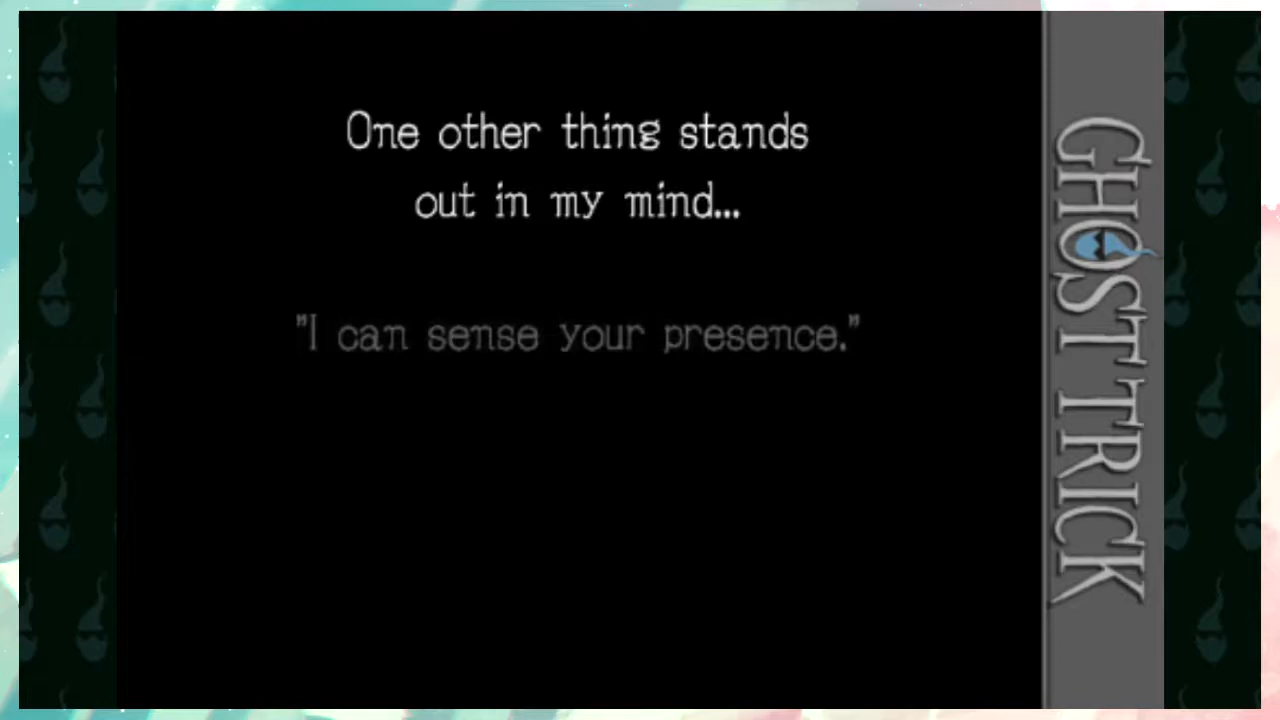 One other thing stands
out in my mind...
"I can sense your presence."
GHOST TRICK